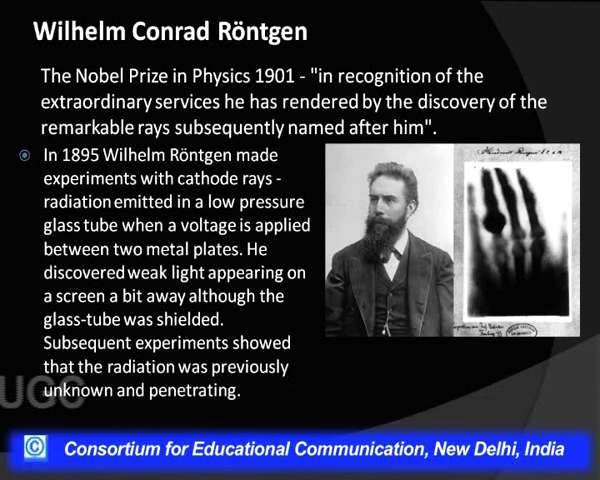 Wilhelm Conrad Röntgen
The Nobel Prize in Physics 1901 - "in recognition of the
extraordinary services he has rendered by the discovery of the
remarkable rays subsequently named after him".
In 1895 Wilhelm Röntgen made
experiments with cathode rays -
radiation emitted in a low pressure
glass tube when a voltage is applied
between two metal plates. He
discovered weak light appearing on
a screen a bit away although the
glass-tube was shielded.
Subsequent experiments showed
that the radiation was previously
unknown and penetrating.
UGC
© Consortium for Educational Communication, New Delhi, India